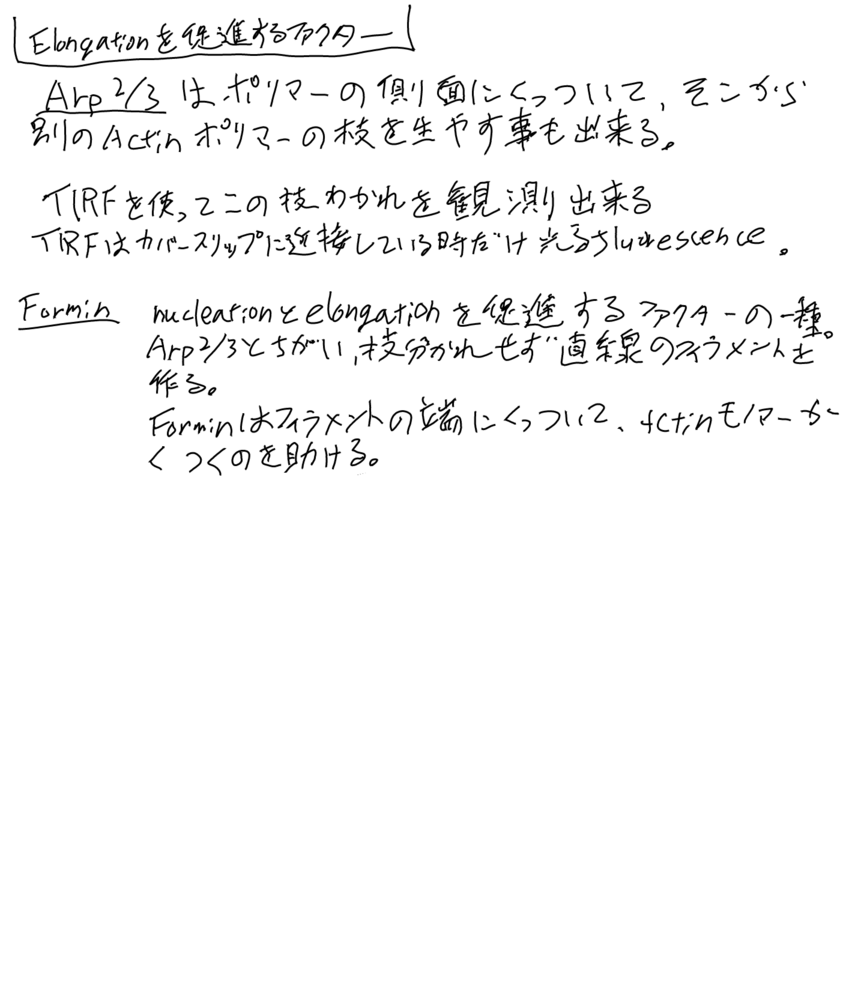 Elongationを促進するファクター
Arp 2/3 はポリマーの側面にくっついて、そこから
別のActinポリマーの枝を生やす事も出来る。
TIRFを使ってこの枝わかれを観測出来る
TIRFはカバースリップに近接している時だけ光るflurescence。
Formin nucleationとelongationを促進するファクターの一種。
Arp2/3とちがい、枝分かれせず直線のフィラメントを
作る。
Forminはフィラメントの端にくっついて、Actinモノマーが
くっつくのを助ける。